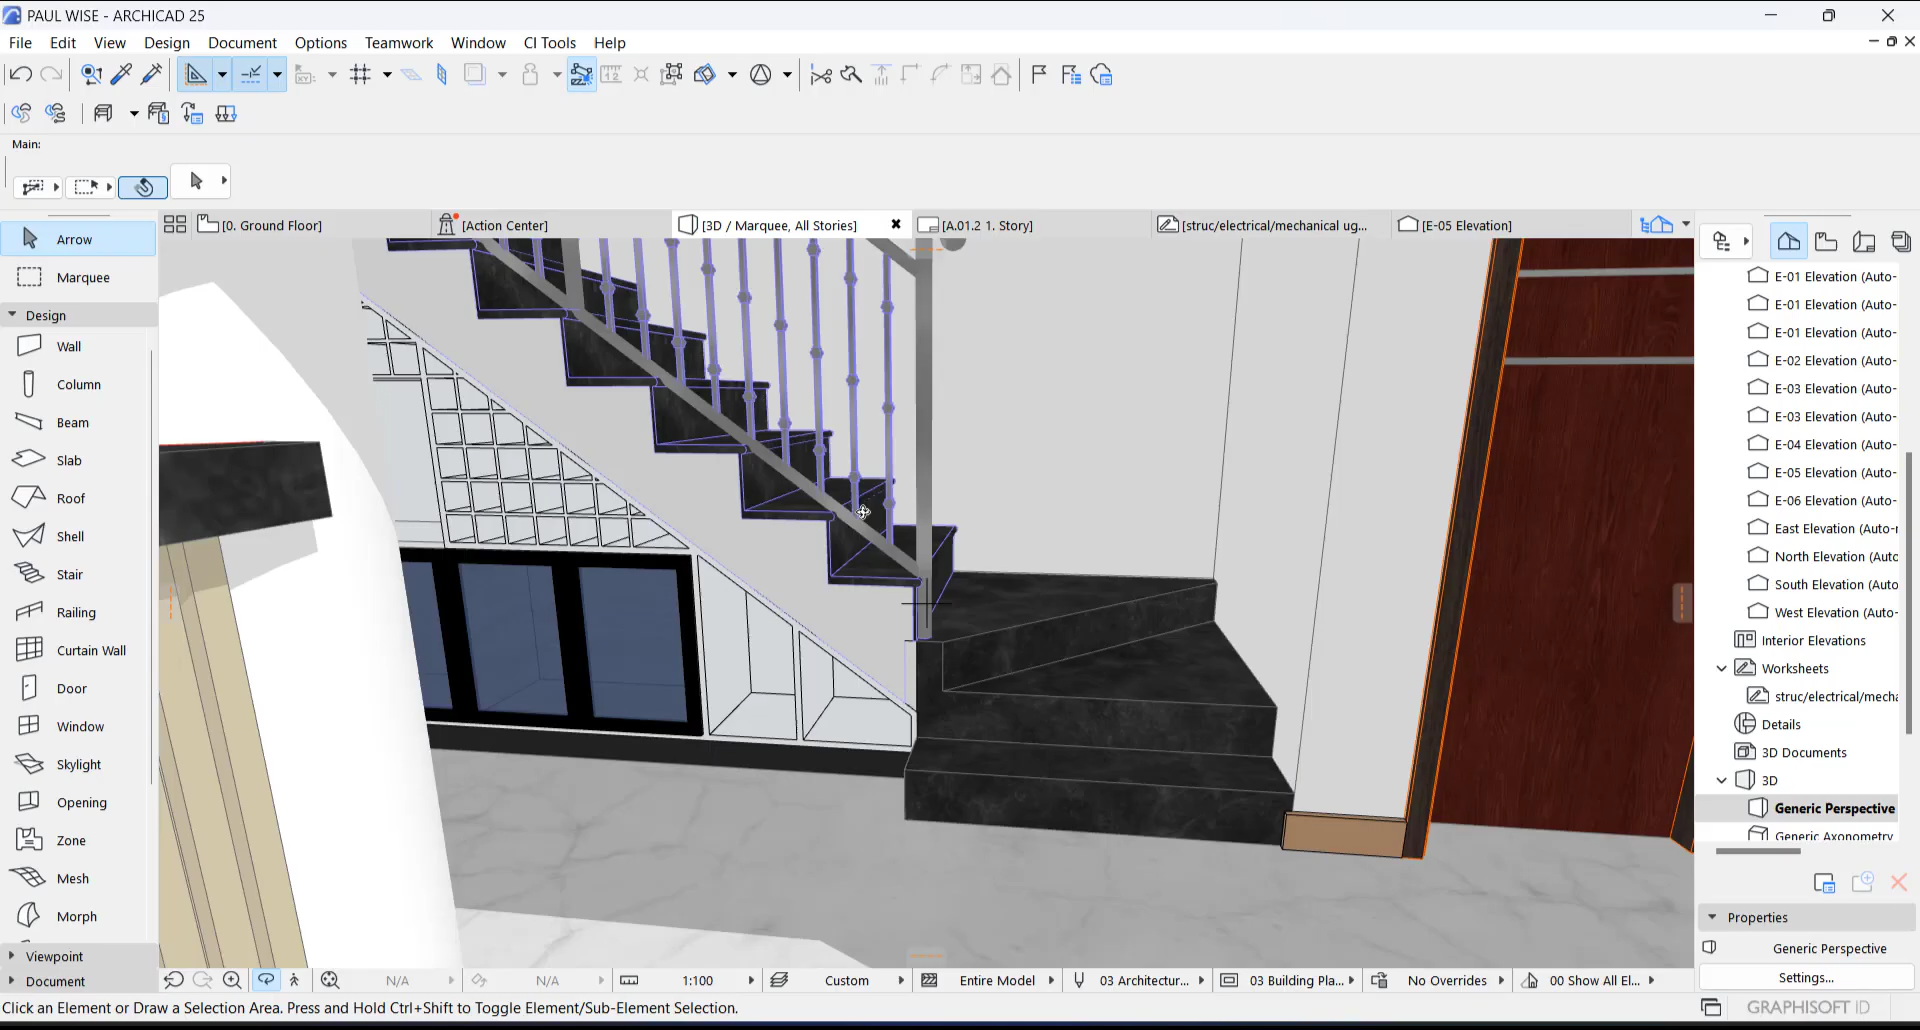 PAUL WISE - ARCHICAD 25
File Edit View Design Document Options Teamwork Window CI Tools Help
Main:
[0. Ground Floor] [Action Center] [3D / Marquee, All Stories] [A.01.2 1. Story] [struc/electrical/mechanical ug... [E-05 Elevation]
Arrow
Marquee
Design
Wall
Column
Beam
Slab
Roof
Shell
Stair
Railing
Curtain Wall
Door
Window
Skylight
Opening
Zone
Mesh
Morph
Viewpoint
Document
E-01 Elevation (Auto-
E-01 Elevation (Auto-
E-01 Elevation (Auto-
E-02 Elevation (Auto-
E-03 Elevation (Auto-
E-03 Elevation (Auto-
E-04 Elevation (Auto-
E-05 Elevation (Auto-
E-06 Elevation (Auto-
East Elevation (Auto-r
North Elevation (Auto
South Elevation (Auto
West Elevation (Auto-
Interior Elevations
Worksheets
struc/electrical/mecha
Details
3D Documents
3D
Generic Perspective
Generic Axonometry
Properties
Generic Perspective
Settings...
N/A N/A 1:100 Custom Entire Model 03 Architectur... 03 Building Pla... No Overrides 00 Show All El...
Click an Element or Draw a Selection Area. Press and Hold Ctrl+Shift to Toggle Element/Sub-Element Selection.
GRAPHISOFT ID